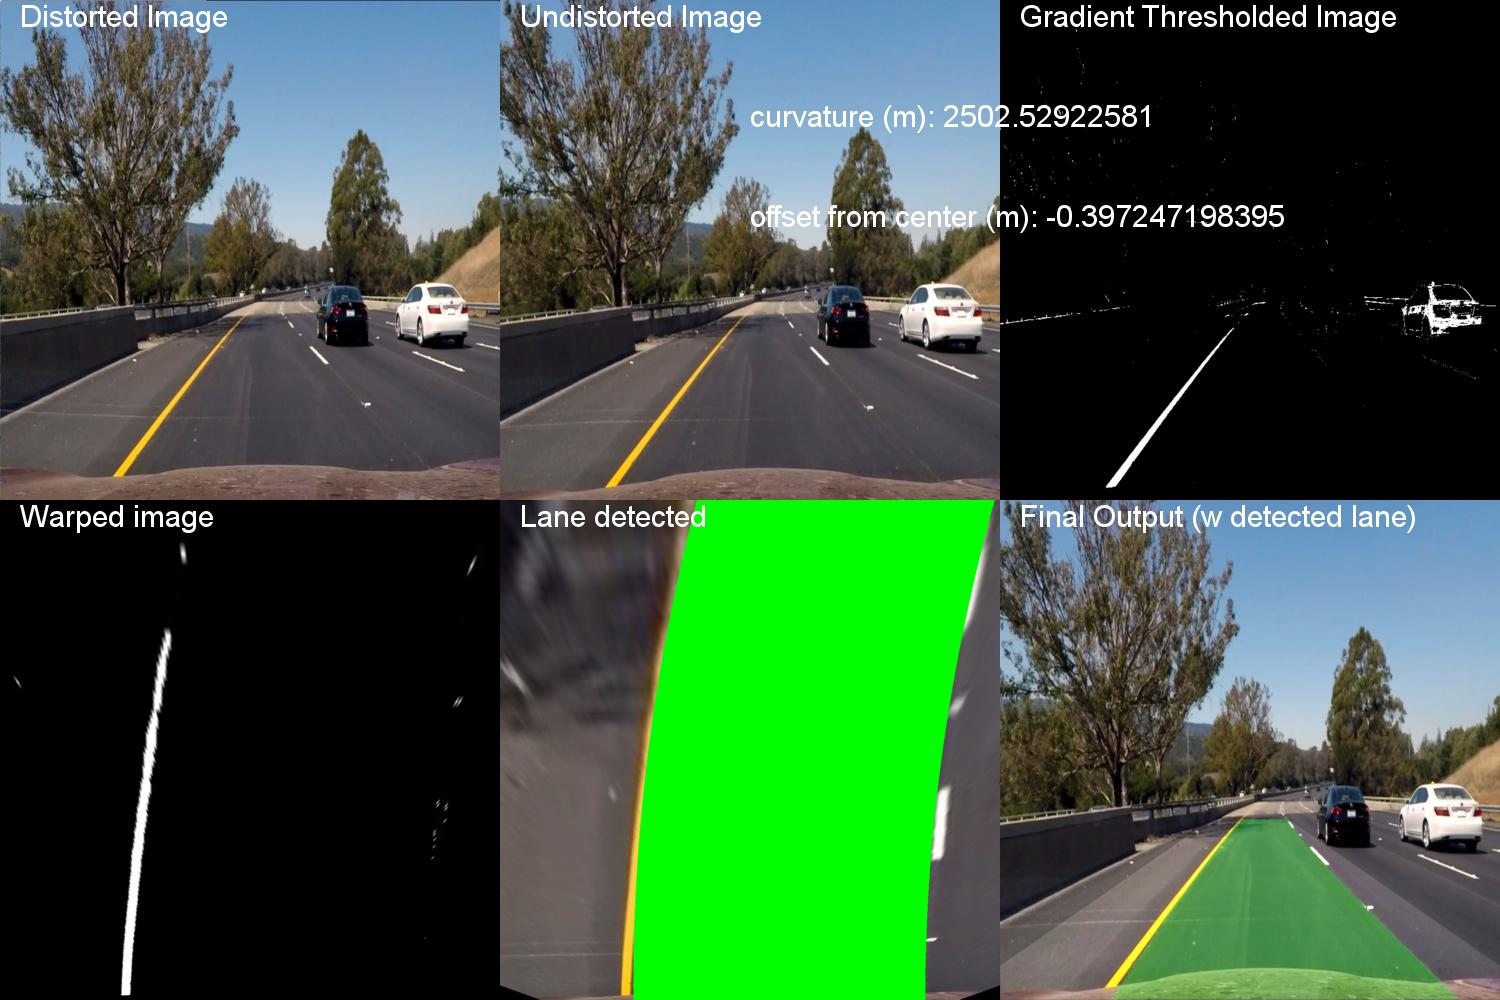 Distorted Image
Undistorted Image
Gradient Thresholded Image
curvature (m): 2502.52922581
offset from center (m): -0.397247198395
Warped image
Lane detected
Final Output (w detected lane)